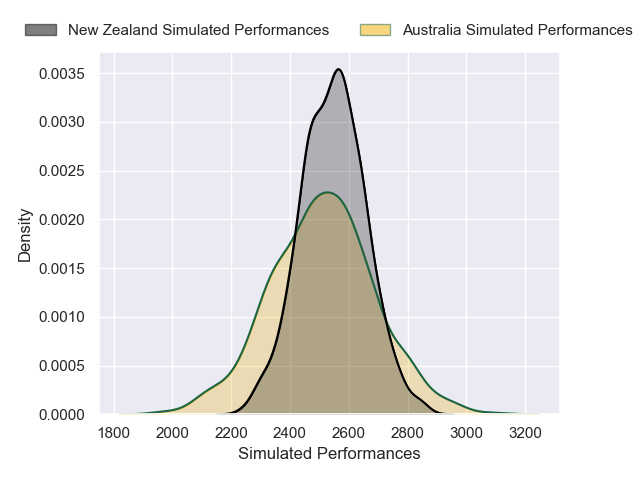 New Zealand Simulated Performances
Australia Simulated Performances
0.0035
0.0030
0.0025
0.0020
0.0015
0.0010
0.0005
0.0000
Density
1800 2000 2200 2400 2600 2800 3000 3200
Simulated Performances